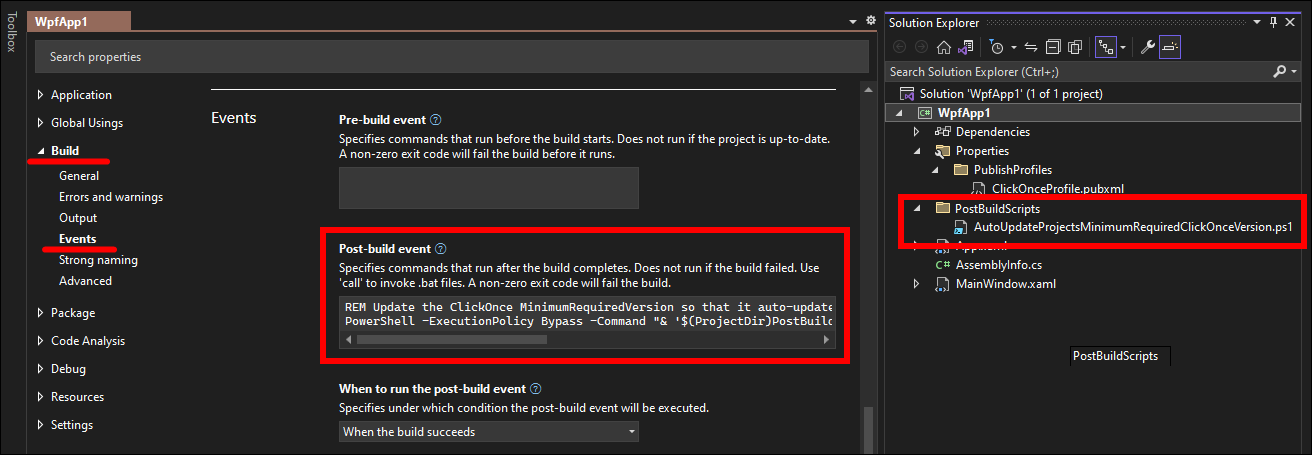 Toolbox
WpfApp1
Search properties
Application
Global Usings
Build
General
Errors and warnings
Output
Events
Strong naming
Advanced
Package
Code Analysis
Debug
Resources
Settings
Events
Pre-build event
Specifies commands that run before the build starts. Does not run if the project is up-to-date.
A non-zero exit code will fail the build before it runs.
Post-build event
Specifies commands that run after the build completes. Does not run if the build failed. Use
'call' to invoke .bat files. A non-zero exit code will fail the build.
REM Update the ClickOnce MinimumRequiredVersion so that it auto-update
PowerShell -ExecutionPolicy Bypass -Command "& '$(ProjectDir)PostBuild
When to run the post-build event
Specifies under which condition the post-build event will be executed.
When the build succeeds
Solution Explorer
Search Solution Explorer (Ctrl+;)
Solution 'WpfApp1' (1 of 1 project)
C# WpfApp1
Dependencies
Properties
PublishProfiles
ClickOnceProfile.pubxml
PostBuildScripts
AutoUpdateProjectsMinimumRequiredClickOnceVersion.ps1
App.xaml
C# AssemblyInfo.cs
MainWindow.xaml
PostBuildScripts